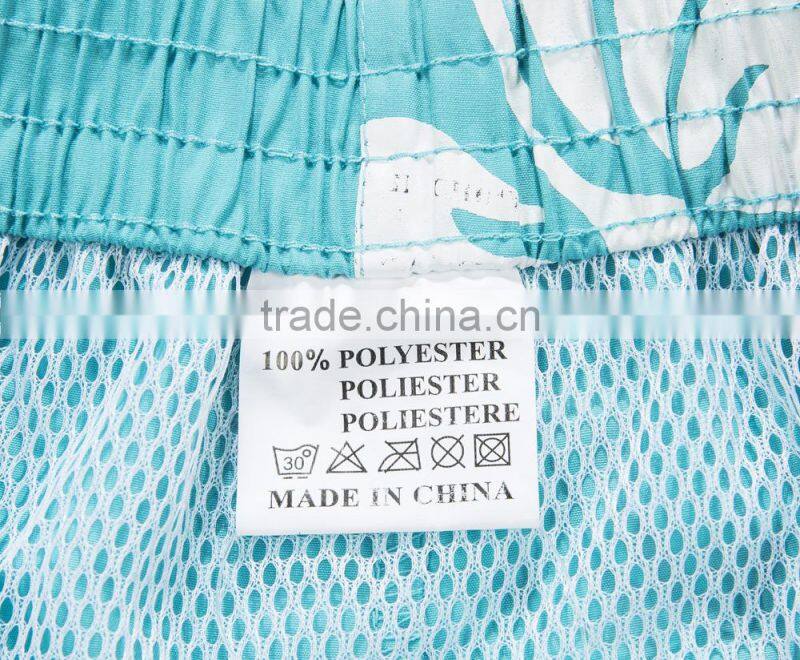 trade.china.cn
100% POLYESTER
POLIESTER
POLIESTERE
30°
MADE IN CHINA